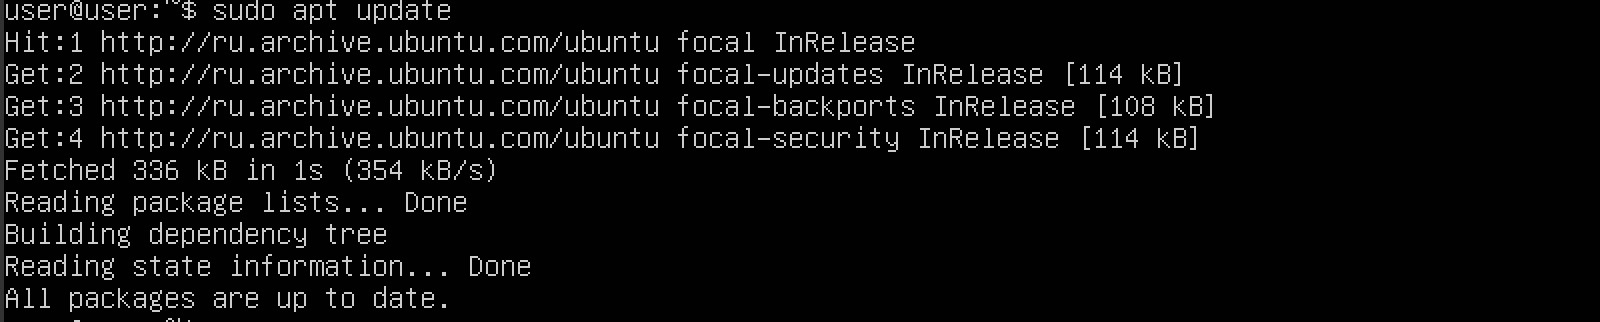 user@user:~$ sudo apt update
Hit:1 http://ru.archive.ubuntu.com/ubuntu focal InRelease
Get:2 http://ru.archive.ubuntu.com/ubuntu focal-updates InRelease [114 kB]
Get:3 http://ru.archive.ubuntu.com/ubuntu focal-backports InRelease [108 kB]
Get:4 http://ru.archive.ubuntu.com/ubuntu focal-security InRelease [114 kB]
Fetched 336 kB in 1s (354 kB/s)
Reading package lists... Done
Building dependency tree
Reading state information... Done
All packages are up to date.